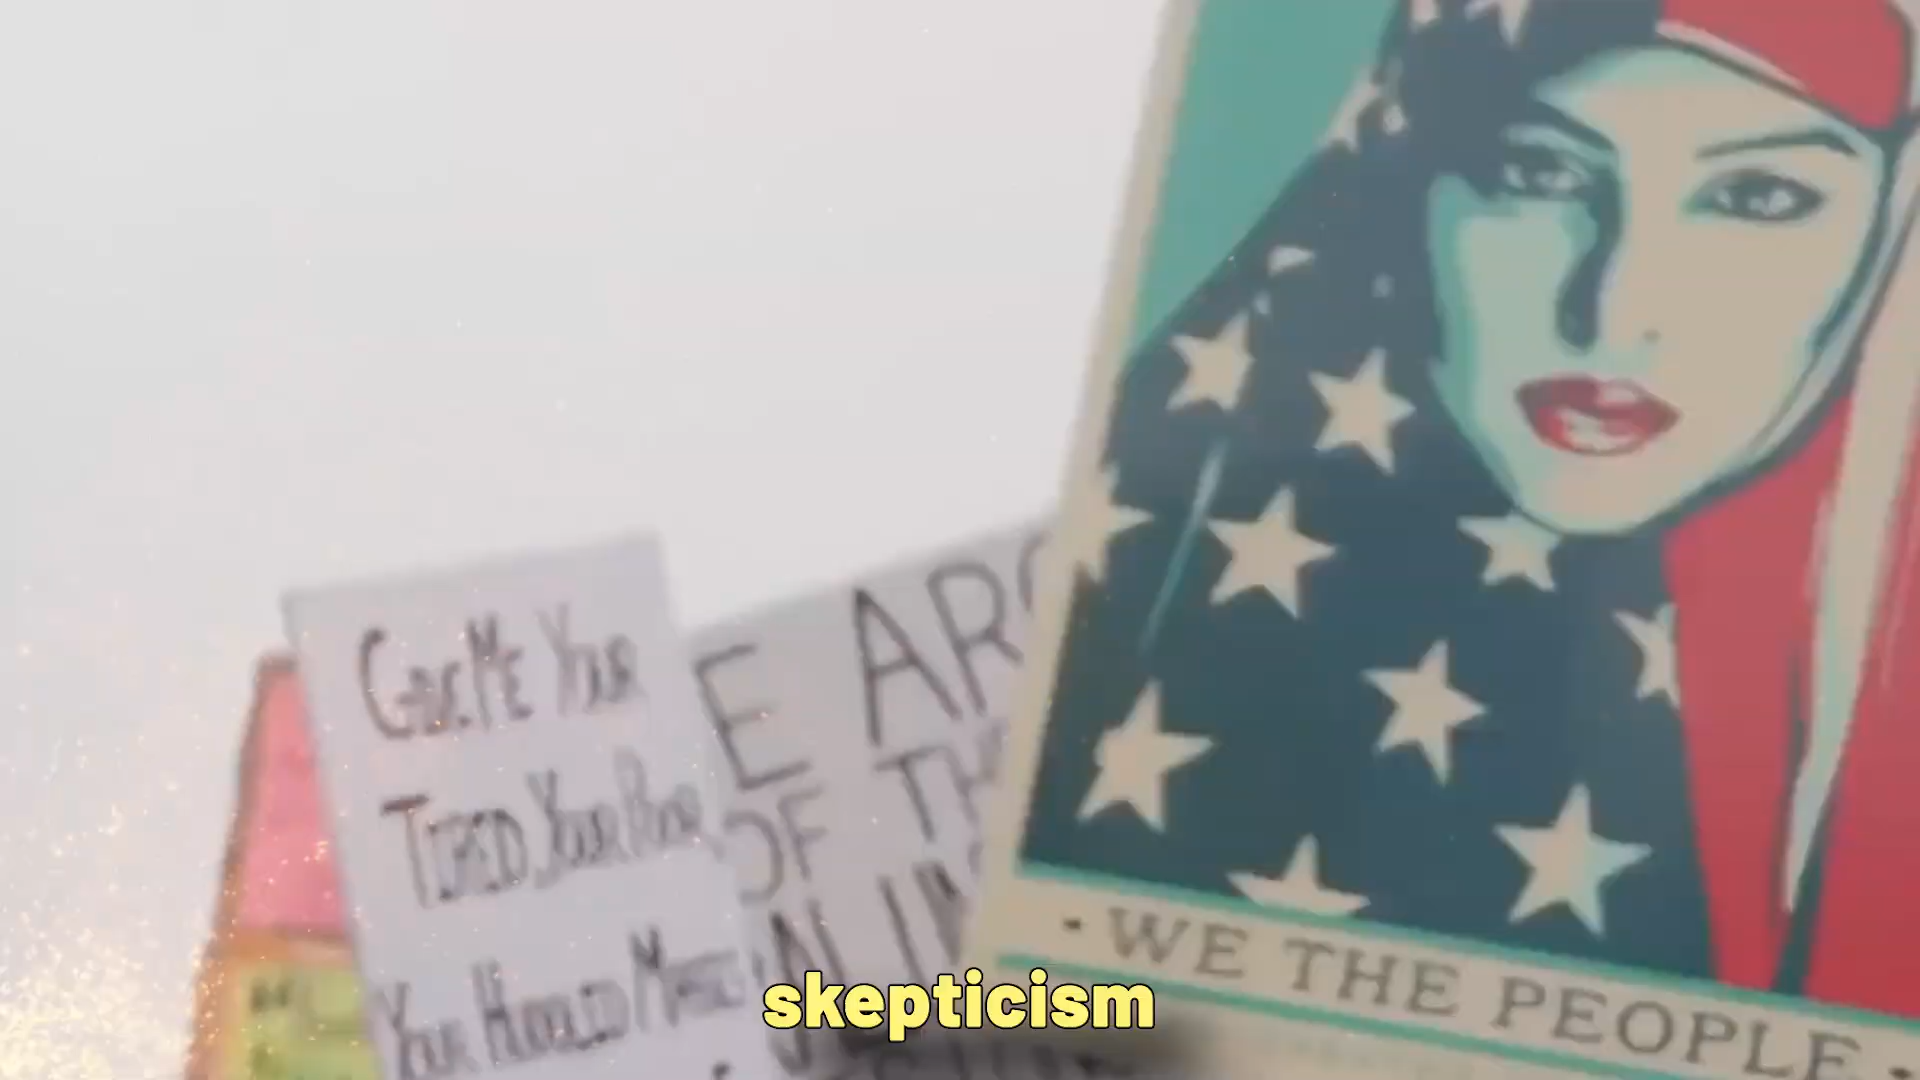 GIVE ME YOUR
TIRED, YOUR POOR
YOUR HUDDLED MASSES
E AR
OF TH
· WE THE PEOPLE ·
skepticism